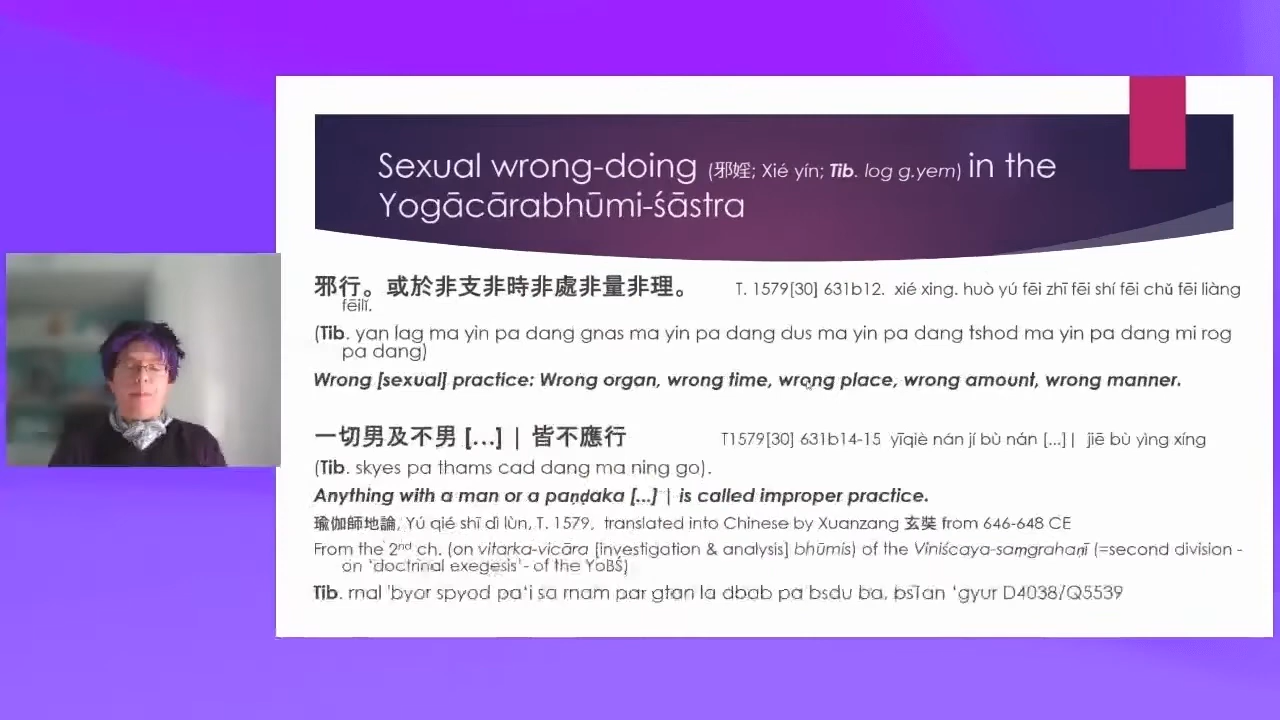 Sexual wrong-doing (邪婬; Xié yín; Tib. log g.yem) in the
Yogācārabhūmi-śāstra
邪行。或於非支非時非處非量非理。 T. 1579[30] 631b12. xié xing. huò yú fēi zhī fēi shí fēi chǔ fēi liàng
fēilǐ.
(Tib. yan lag ma yin pa dang gnas ma yin pa dang dus ma yin pa dang tshod ma yin pa dang mi rog
pa dang)
Wrong [sexual] practice: Wrong organ, wrong time, wrong place, wrong amount, wrong manner.
一切男及不男 [...] | 皆不應行 T1579[30] 631b14-15 yīqiè nán jí bù nán [...] | jiē bù yìng xíng
(Tib. skyes pa thams cad dang ma ning go).
Anything with a man or a paṇḍaka [...] | is called improper practice.
瑜伽師地論, Yú qié shī dì lùn, T. 1579, translated into Chinese by Xuanzang 玄奘 from 646-648 CE
From the 2nd ch. (on vitarka-vicāra [investigation & analysis] bhūmis) of the Viniścaya-saṃgrahaṇī (=second division -
on 'doctrinal exegesis'- of the YoBŚ)
Tib. rnal 'byor spyod pa'i sa rnam par gtan la dbab pa bsdu ba, bsTan 'gyur D4038/Q5539